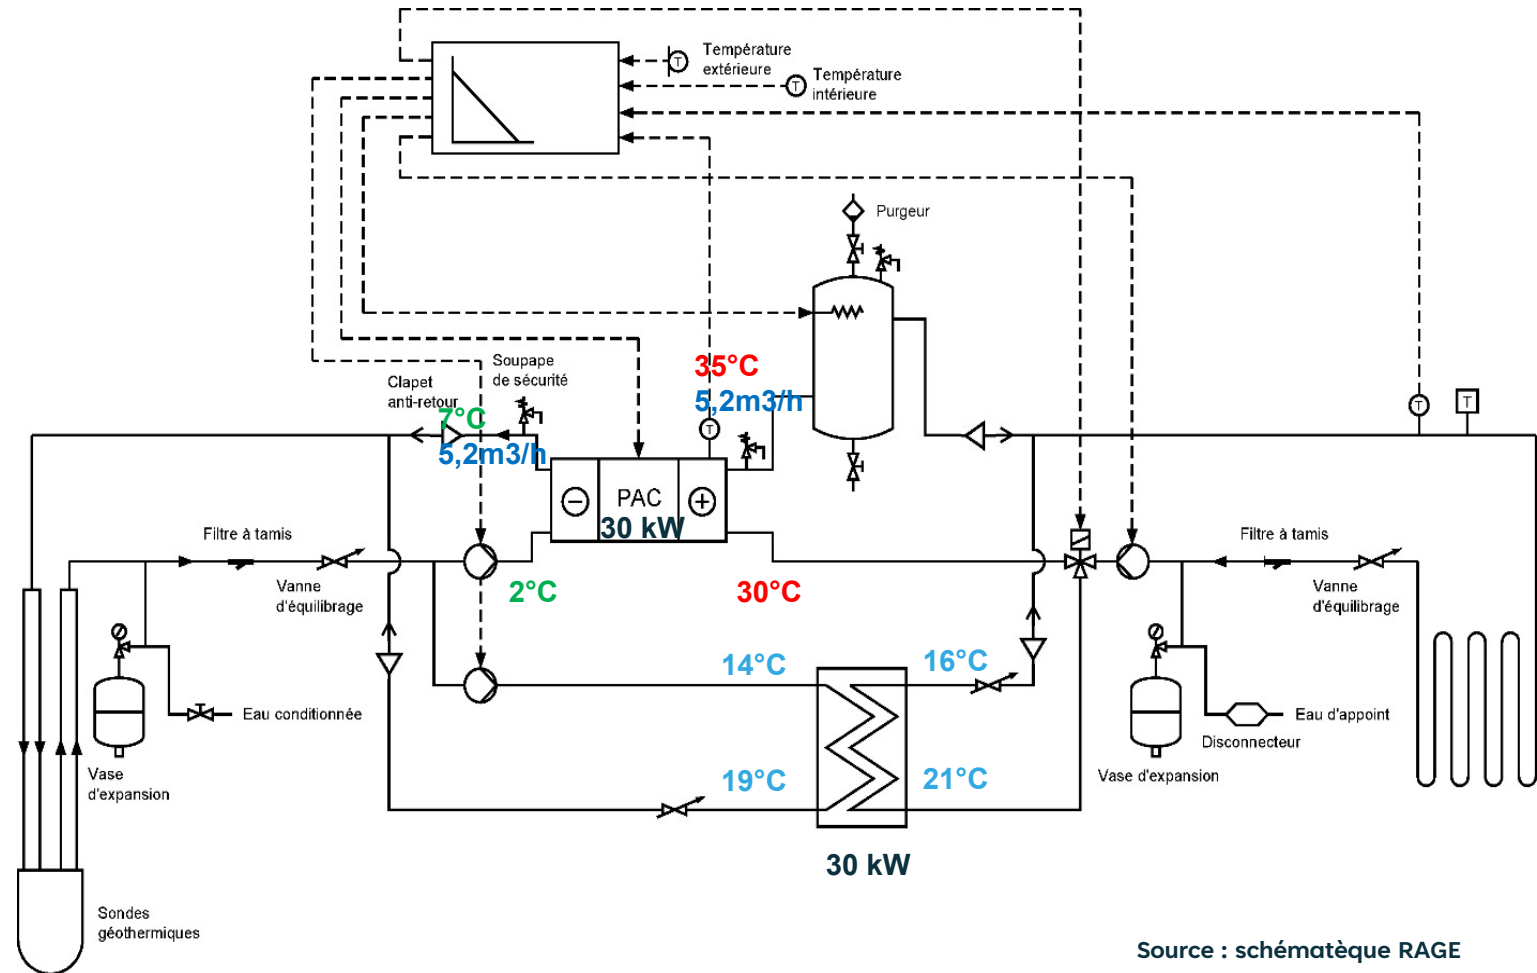 Température
extérieure
T
Température
intérieure
T
Purgeur
Soupape
de sécurité
Clapet
anti-retour
7°C
5,2m3/h
35°C
5,2m3/h
T
T
T
PAC
30 kW
Filtre à tamis
Vanne
d'équilibrage
2°C
30°C
Filtre à tamis
Vanne
d'équilibrage
14°C
16°C
Eau conditionnée
Eau d'appoint
Disconnecteur
Vase
d'expansion
Vase d'expansion
19°C
21°C
30 kW
Sondes
géothermiques
Source : schématèque RAGE